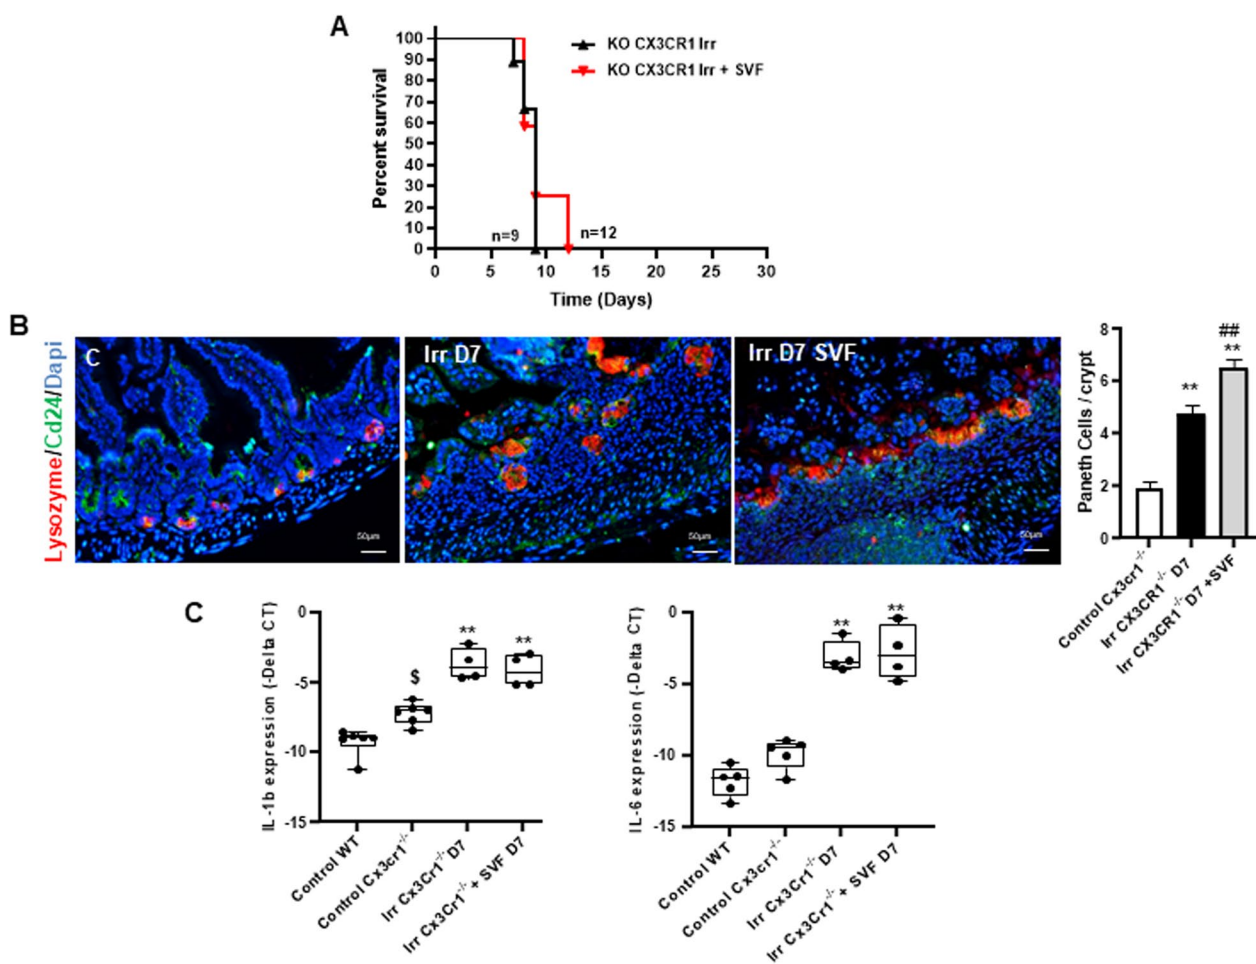 A
100
90
80
70
60
50
40
30
20
10
0
Percent survival
KO CX3CR1 Irr
KO CX3CR1 Irr + SVF
n=9
n=12
0 5 10 15 20 25 30
Time (Days)
B
Lysozyme/Cd24/Dapi
C
50µm
Irr D7
50µm
Irr D7 SVF
50µm
Paneth Cells / crypt
8
6
4
2
0
**
##
**
Control Cx3cr1-/-
Irr CX3CR1-/- D7
Irr CX3CR1-/-D7 +SVF
C
IL-1b expression (-Delta CT)
0
-5
-10
-15
$
**
**
Control WT
Control Cx3cr1-/-
Irr Cx3Cr1-/- D7
Irr Cx3Cr1-/-+ SVF D7
IL-6 expression (-Delta CT)
0
-5
-10
-15
**
**
Control WT
Control Cx3cr1-/-
Irr Cx3Cr1-/- D7
Irr Cx3Cr1-/-+ SVF D7